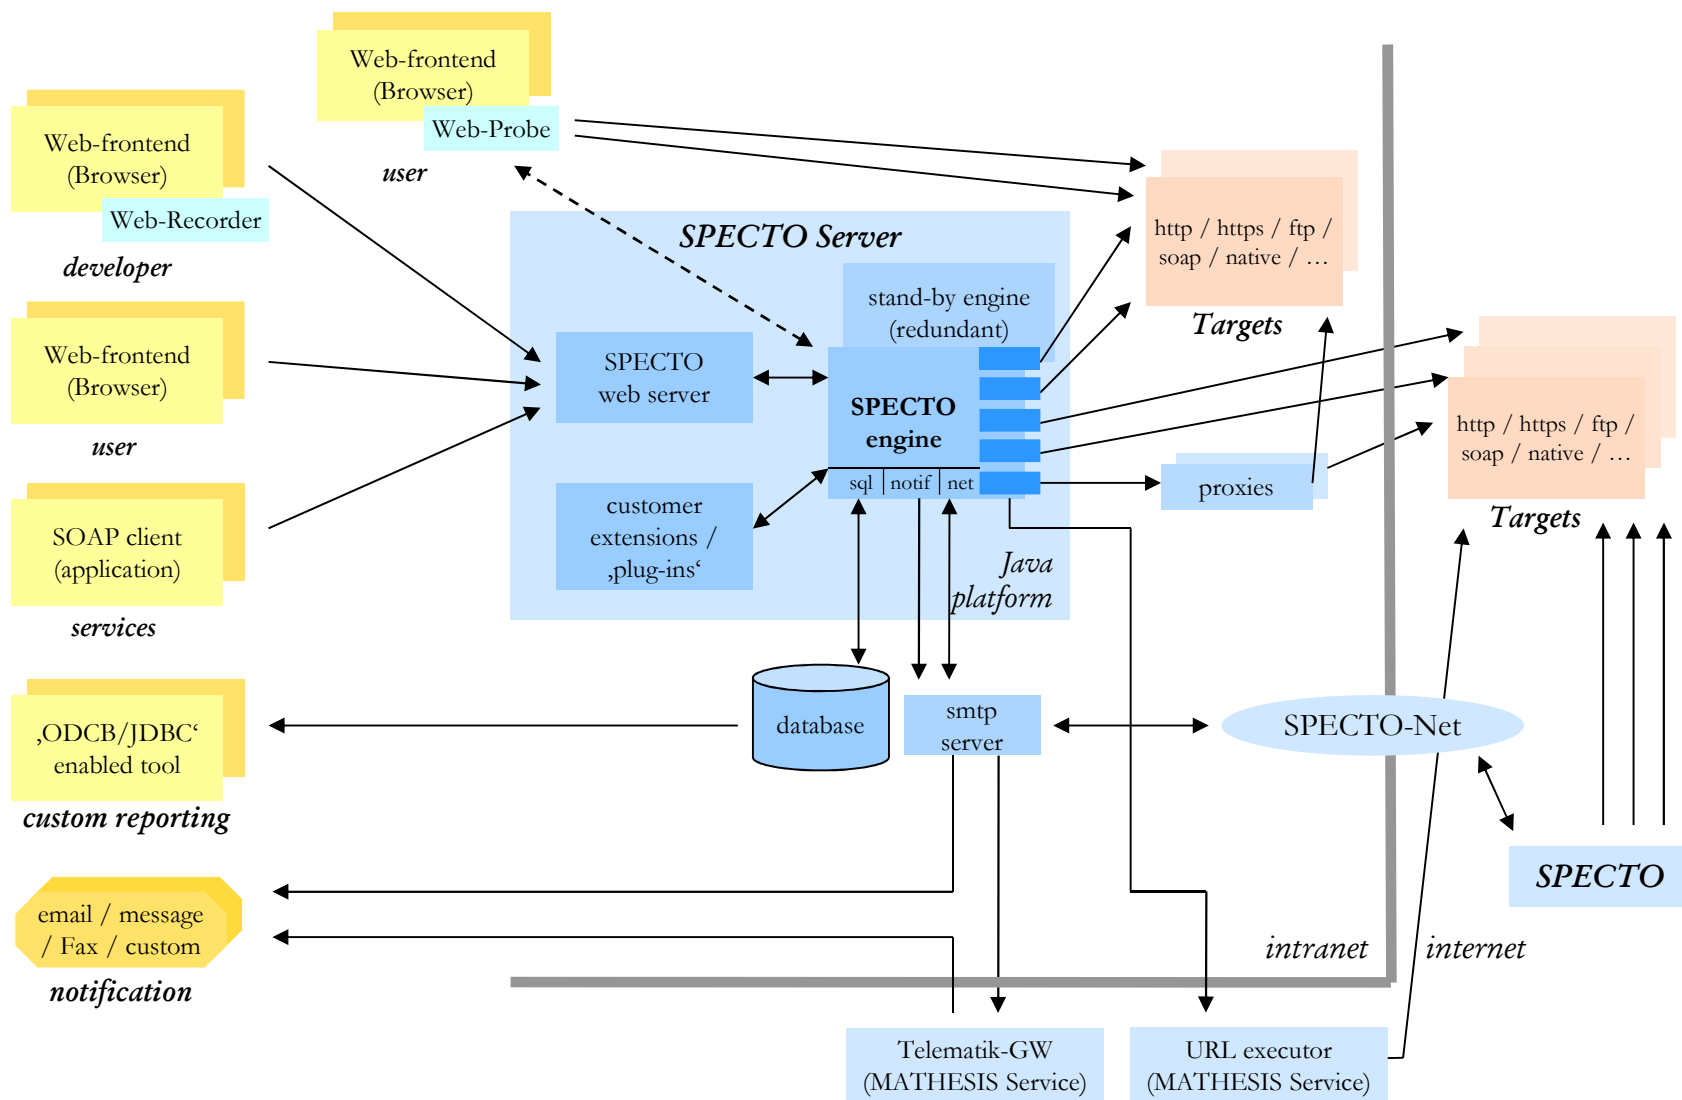 Web-frontend
(Browser)
Web-Probe
user
Web-frontend
(Browser)
Web-Recorder
developer
SPECTO Server
http / https / ftp /
soap / native / …
Targets
stand-by engine
(redundant)
Web-frontend
(Browser)
user
SPECTO
web server
SPECTO
engine
sql | notif | net
http / https / ftp /
soap / native / …
Targets
proxies
customer
extensions /
‚plug-ins‘
Java
platform
SOAP client
(application)
services
‚ODCB/JDBC‘
enabled tool
custom reporting
database
smtp
server
SPECTO-Net
SPECTO
email / message
/ Fax / custom
notification
intranet
internet
Telematik-GW
(MATHESIS Service)
URL executor
(MATHESIS Service)